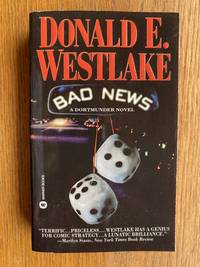 DONALD E.
WESTLAKE
BAD NEWS
A DORTMUNDER NOVEL
"TERRIFIC...PRICELESS....WESTLAKE HAS A GENIUS
FOR COMIC STRATEGY...A LUNATIC BRILLIANCE."
—Marilyn Stasio, New York Times Book Review